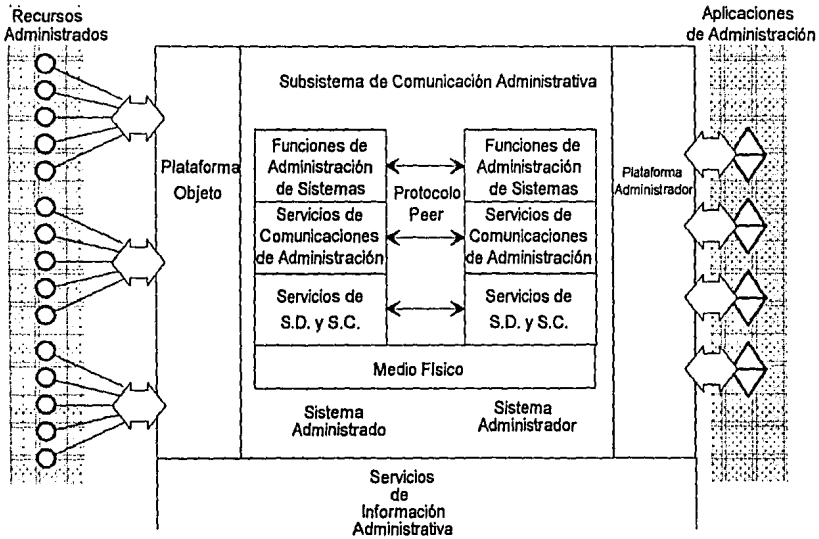 Recursos
Administrados
Aplicaciones
de Administración
Subsistema de Comunicación Administrativa
Plataforma
Objeto
Funciones de
Administración
de Sistemas
Servicios de
Comunicaciones
de Administración
Servicios de
S.D. y S.C.
Protocolo
Peer
Funciones de
Administración
de Sistemas
Servicios de
Comunicaciones
de Administración
Servicios de
S.D. y S.C.
Medio Físico
Sistema
Administrado
Sistema
Administrador
Plataforma
Administrador
Servicios
de
Información
Administrativa